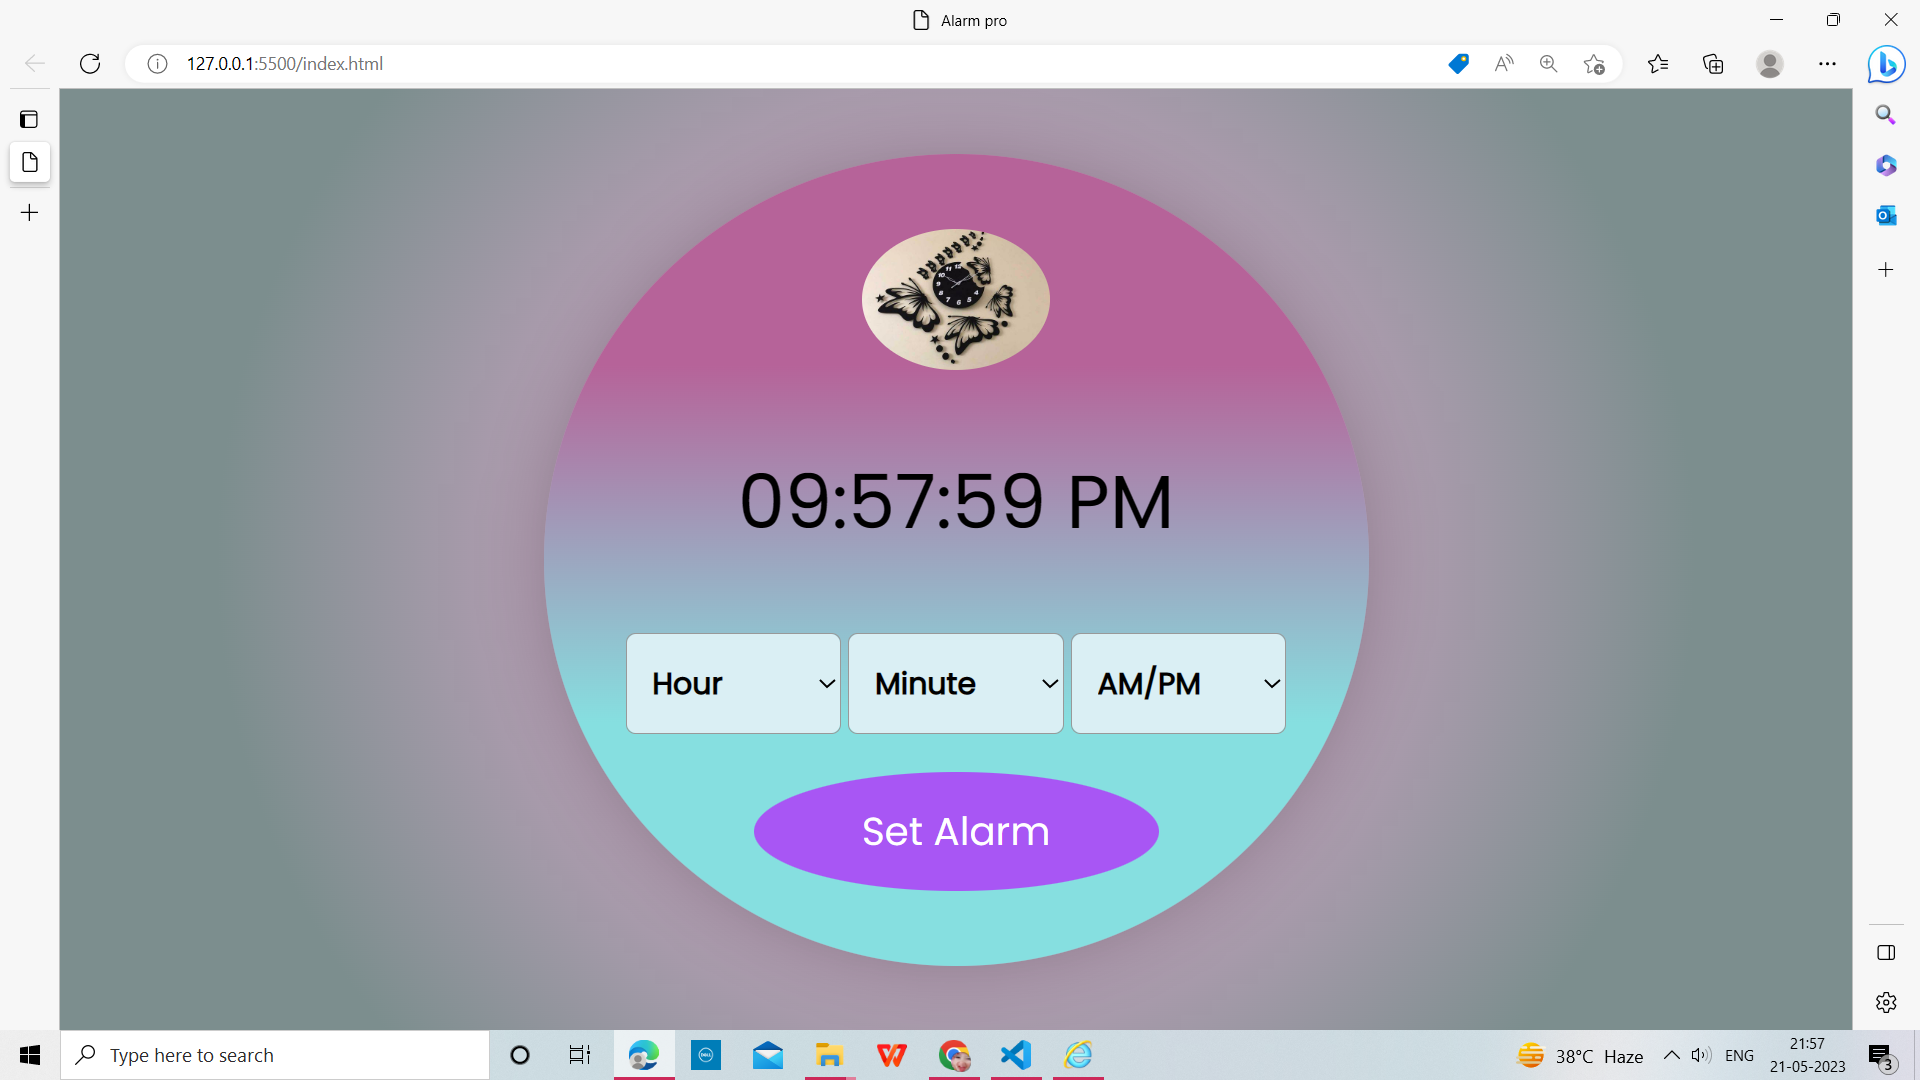 Alarm pro
127.0.0.1:5500/index.html
09:57:59 PM
Hour
Minute
AM/PM
Set Alarm
Type here to search
38°C Haze
ENG
21:57
21-05-2023
3